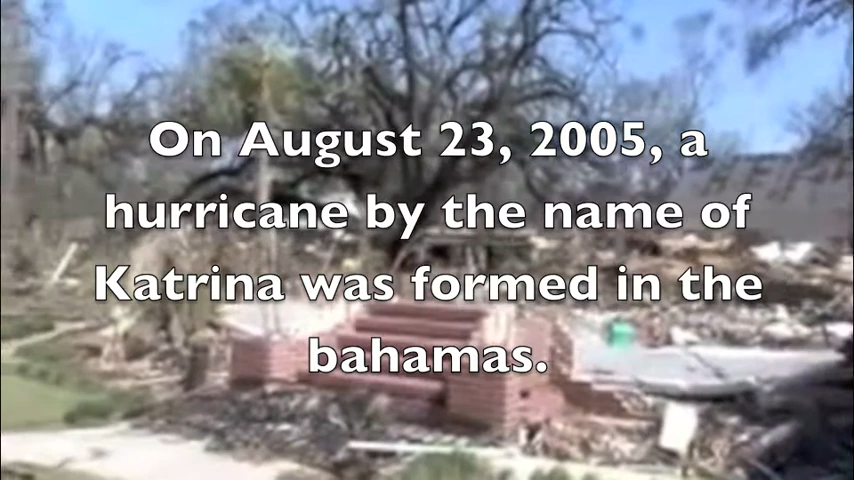 On August 23, 2005, a
hurricane by the name of
Katrina was formed in the
bahamas.